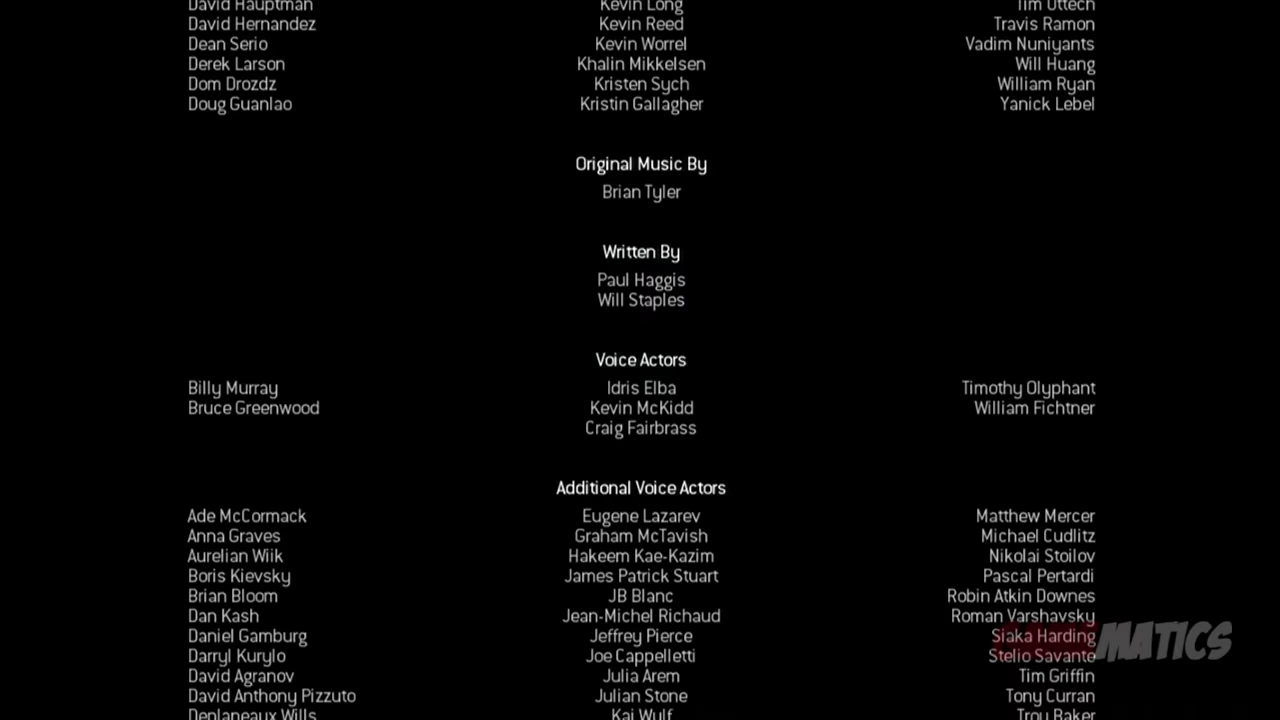 David Hauptman Kevin Long Tim Uttech
David Hernandez Kevin Reed Travis Ramon
Dean Serio Kevin Worrel Vadim Nuniyants
Derek Larson Khalin Mikkelsen Will Huang
Dom Drozdz Kristen Sych William Ryan
Doug Guanlao Kristin Gallagher Yanick Lebel
Original Music By
Brian Tyler
Written By
Paul Haggis
Will Staples
Voice Actors
Billy Murray Idris Elba Timothy Olyphant
Bruce Greenwood Kevin McKidd William Fichtner
Craig Fairbrass
Additional Voice Actors
Ade McCormack Eugene Lazarev Matthew Mercer
Anna Graves Graham McTavish Michael Cudlitz
Aurelian Wiik Hakeem Kae-Kazim Nikolai Stoilov
Boris Kievsky James Patrick Stuart Pascal Pertardi
Brian Bloom JB Blanc Robin Atkin Downes
Dan Kash Jean-Michel Richaud Roman Varshavsky
Daniel Gamburg Jeffrey Pierce Siaka Harding
Darryl Kurylo Joe Cappelletti Stelio Savante
David Agranov Julia Arem Tim Griffin
David Anthony Pizzuto Julian Stone Tony Curran
Deplaneaux Wills Kai Wulf Troy Baker
MATICS